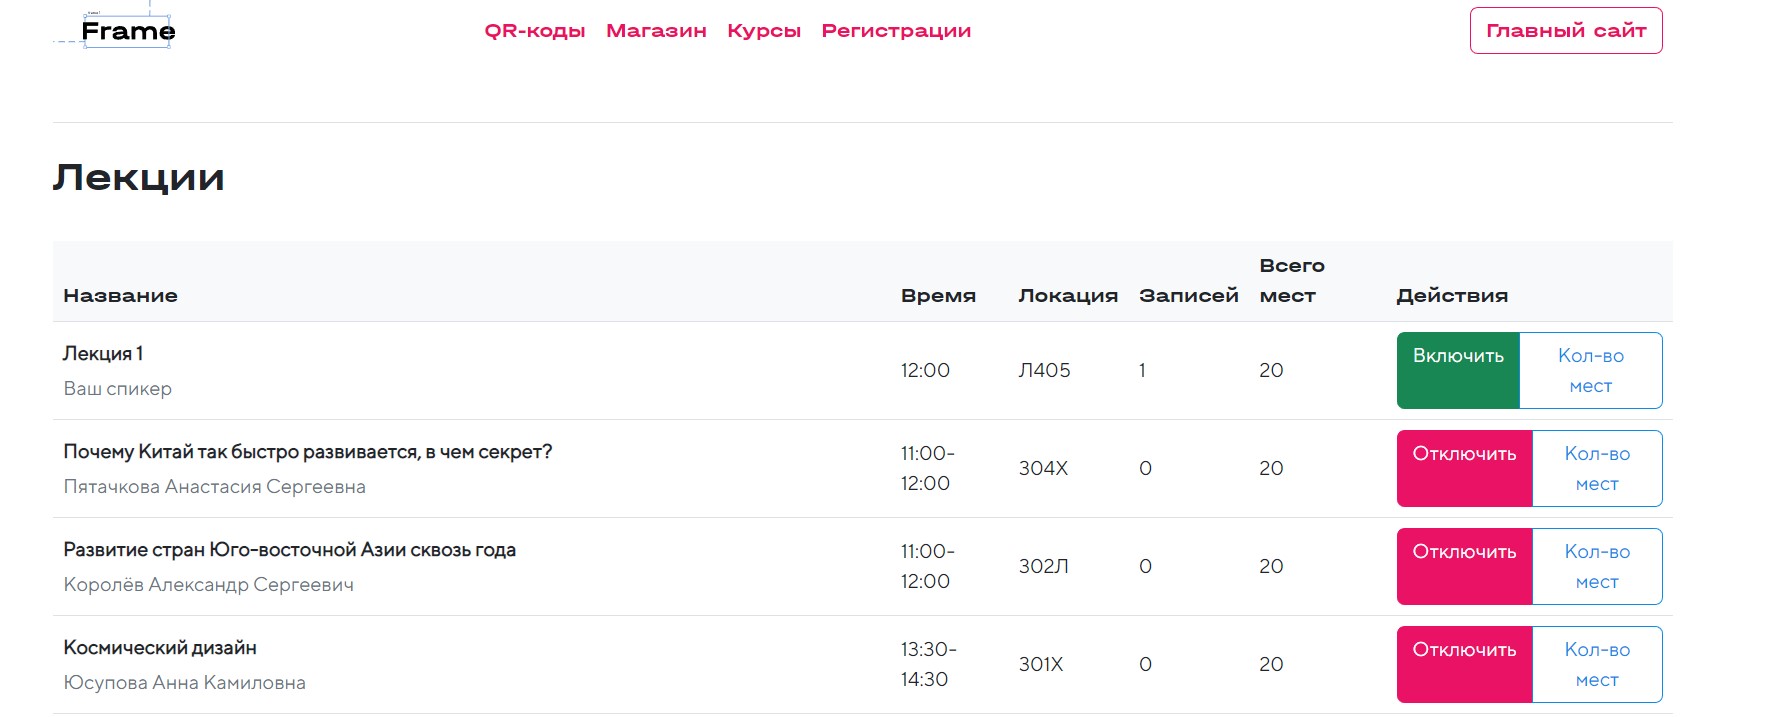 Frame
QR-коды Магазин Курсы Регистрации
Главный сайт
Лекции
Название Время Локация Записей Всего мест Действия
Лекция 1
Ваш спикер
12:00 Л405 1 20 Включить Кол-во мест
Почему Китай так быстро развивается, в чем секрет?
Пятачкова Анастасия Сергеевна
11:00-
12:00
304Х 0 20 Отключить Кол-во мест
Развитие стран Юго-восточной Азии сквозь года
Королёв Александр Сергеевич
11:00-
12:00
302Л 0 20 Отключить Кол-во мест
Космический дизайн
Юсупова Анна Камиловна
13:30-
14:30
301Х 0 20 Отключить Кол-во мест